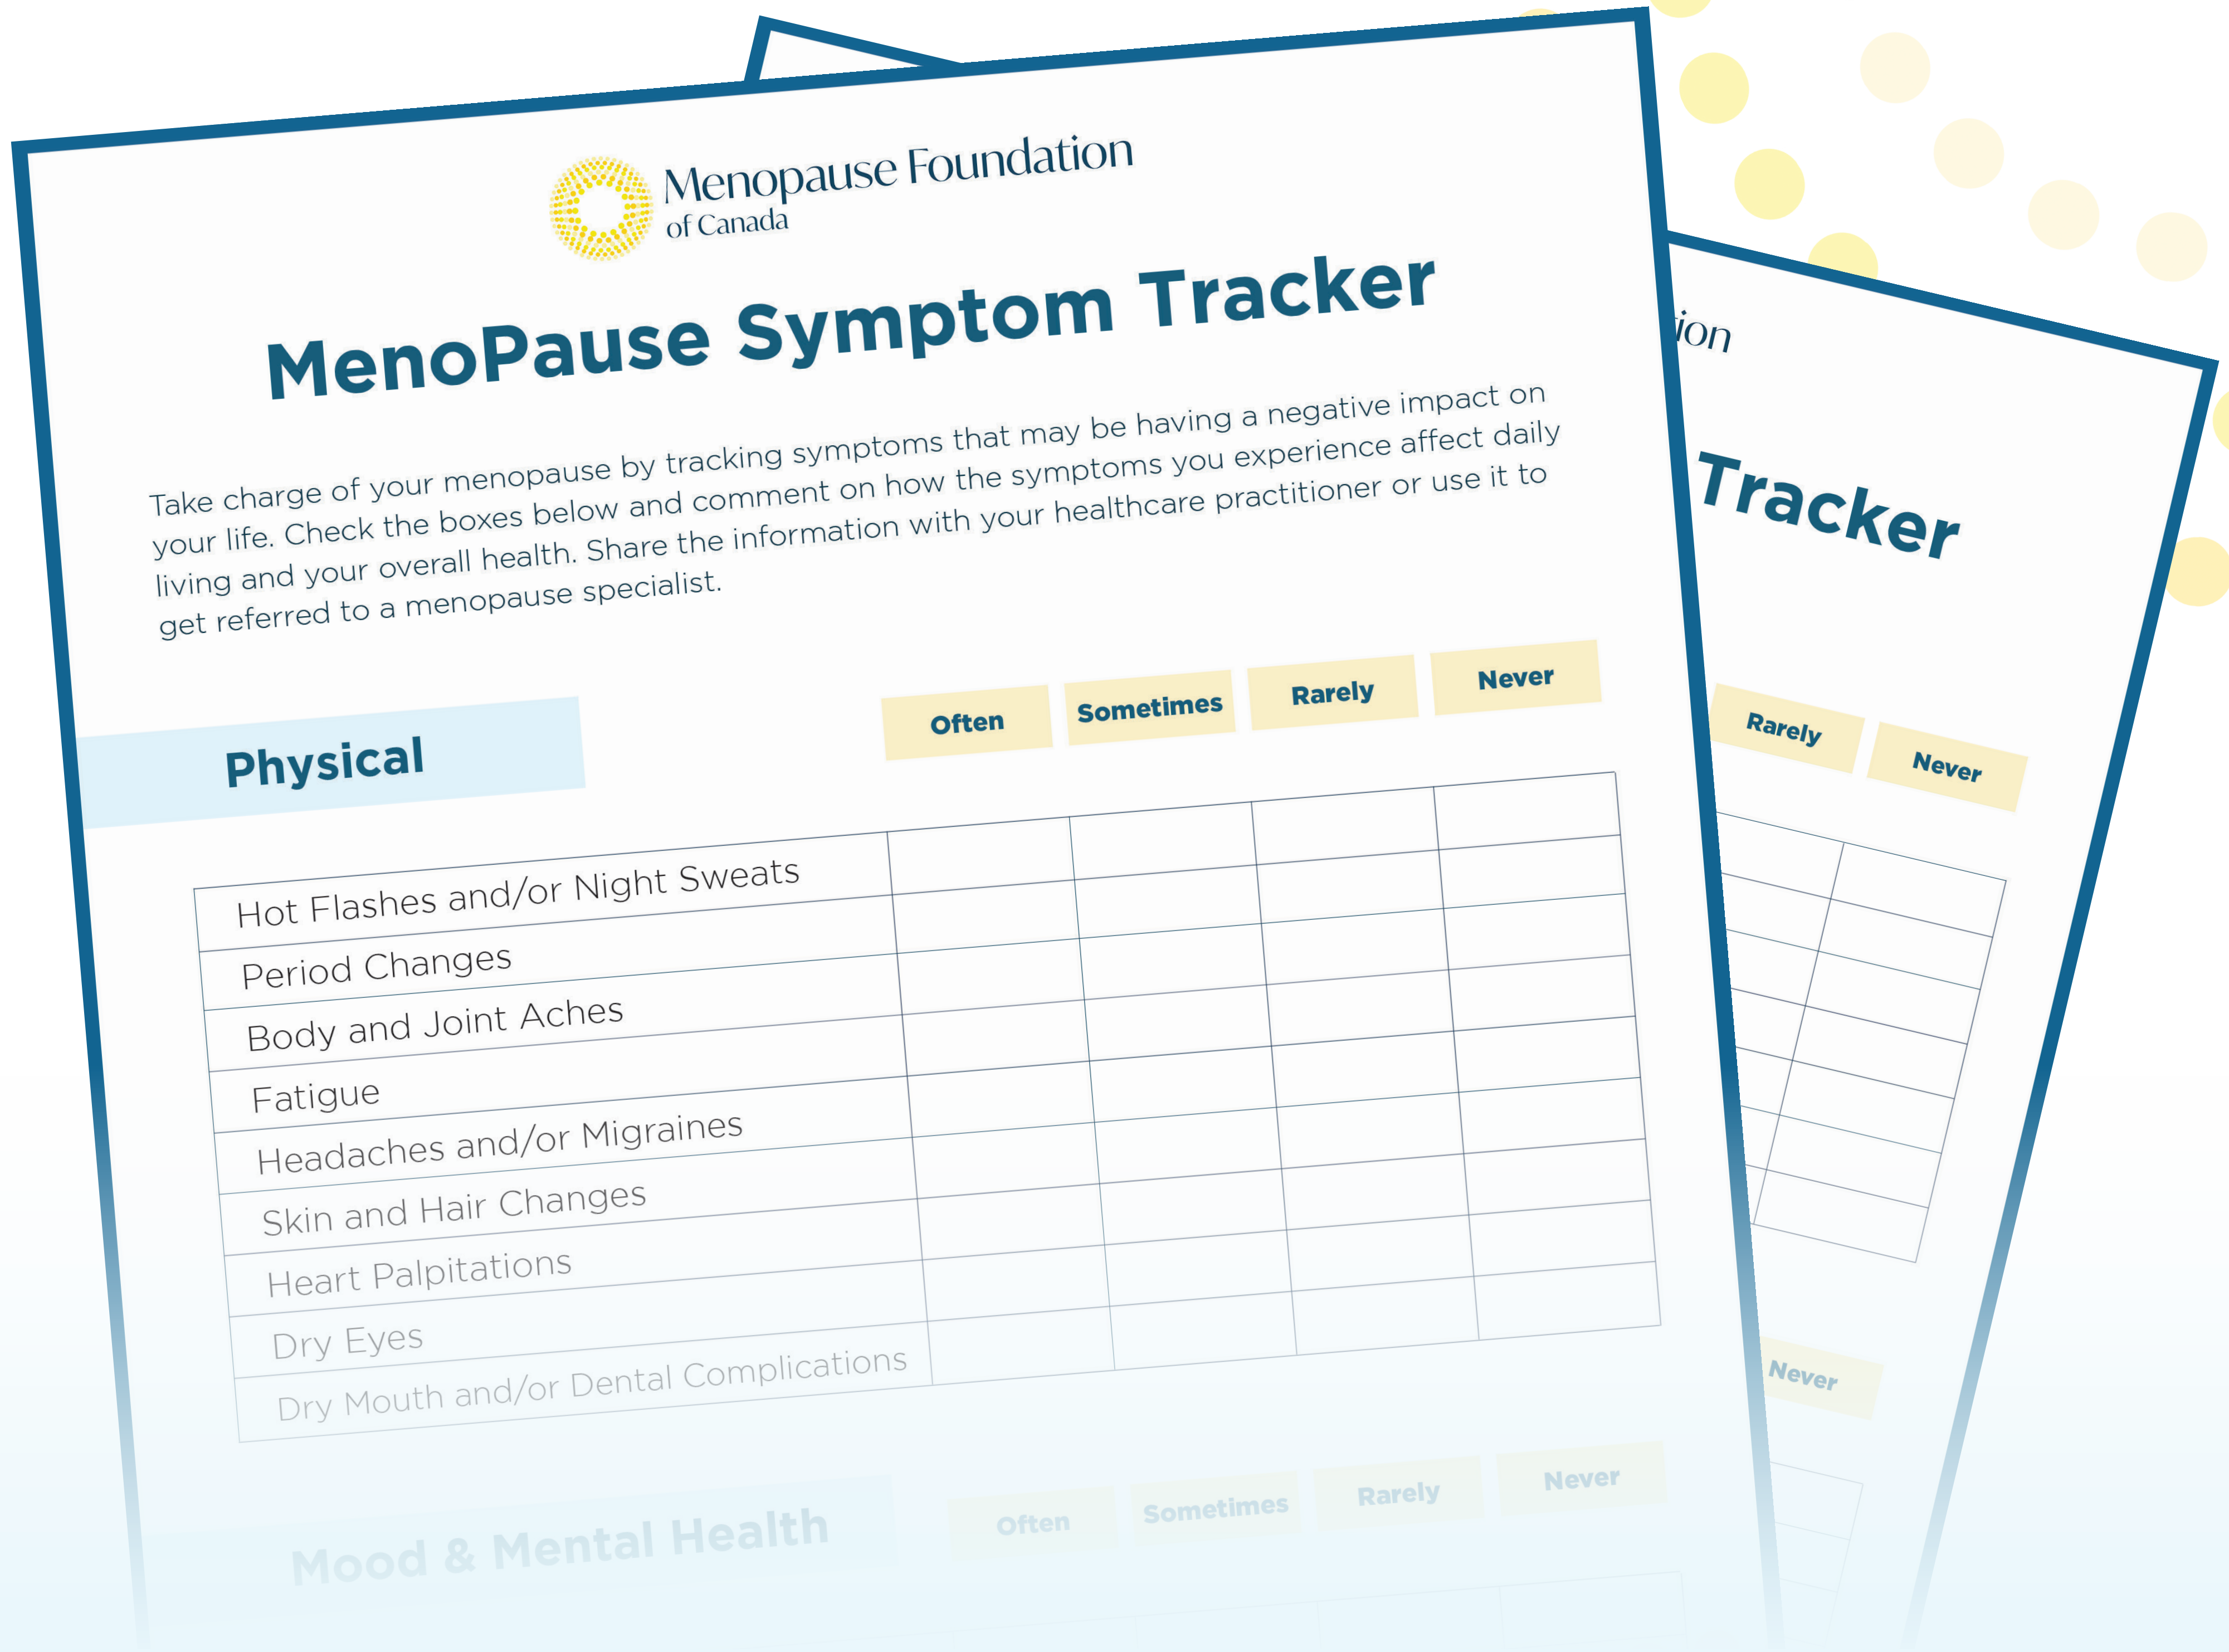 Menopause Foundation
of Canada
MenoPause Symptom Tracker
Take charge of your menopause by tracking symptoms that may be having a negative impact on
your life. Check the boxes below and comment on how the symptoms you experience affect daily
living and your overall health. Share the information with your healthcare practitioner or use it to
get referred to a menopause specialist.
Physical
Often Sometimes Rarely Never
Hot Flashes and/or Night Sweats
Period Changes
Body and Joint Aches
Fatigue
Headaches and/or Migraines
Skin and Hair Changes
Heart Palpitations
Dry Eyes
Dry Mouth and/or Dental Complications
Mood & Mental Health
Often Sometimes Rarely Never
ion
Tracker
Rarely Never
Never